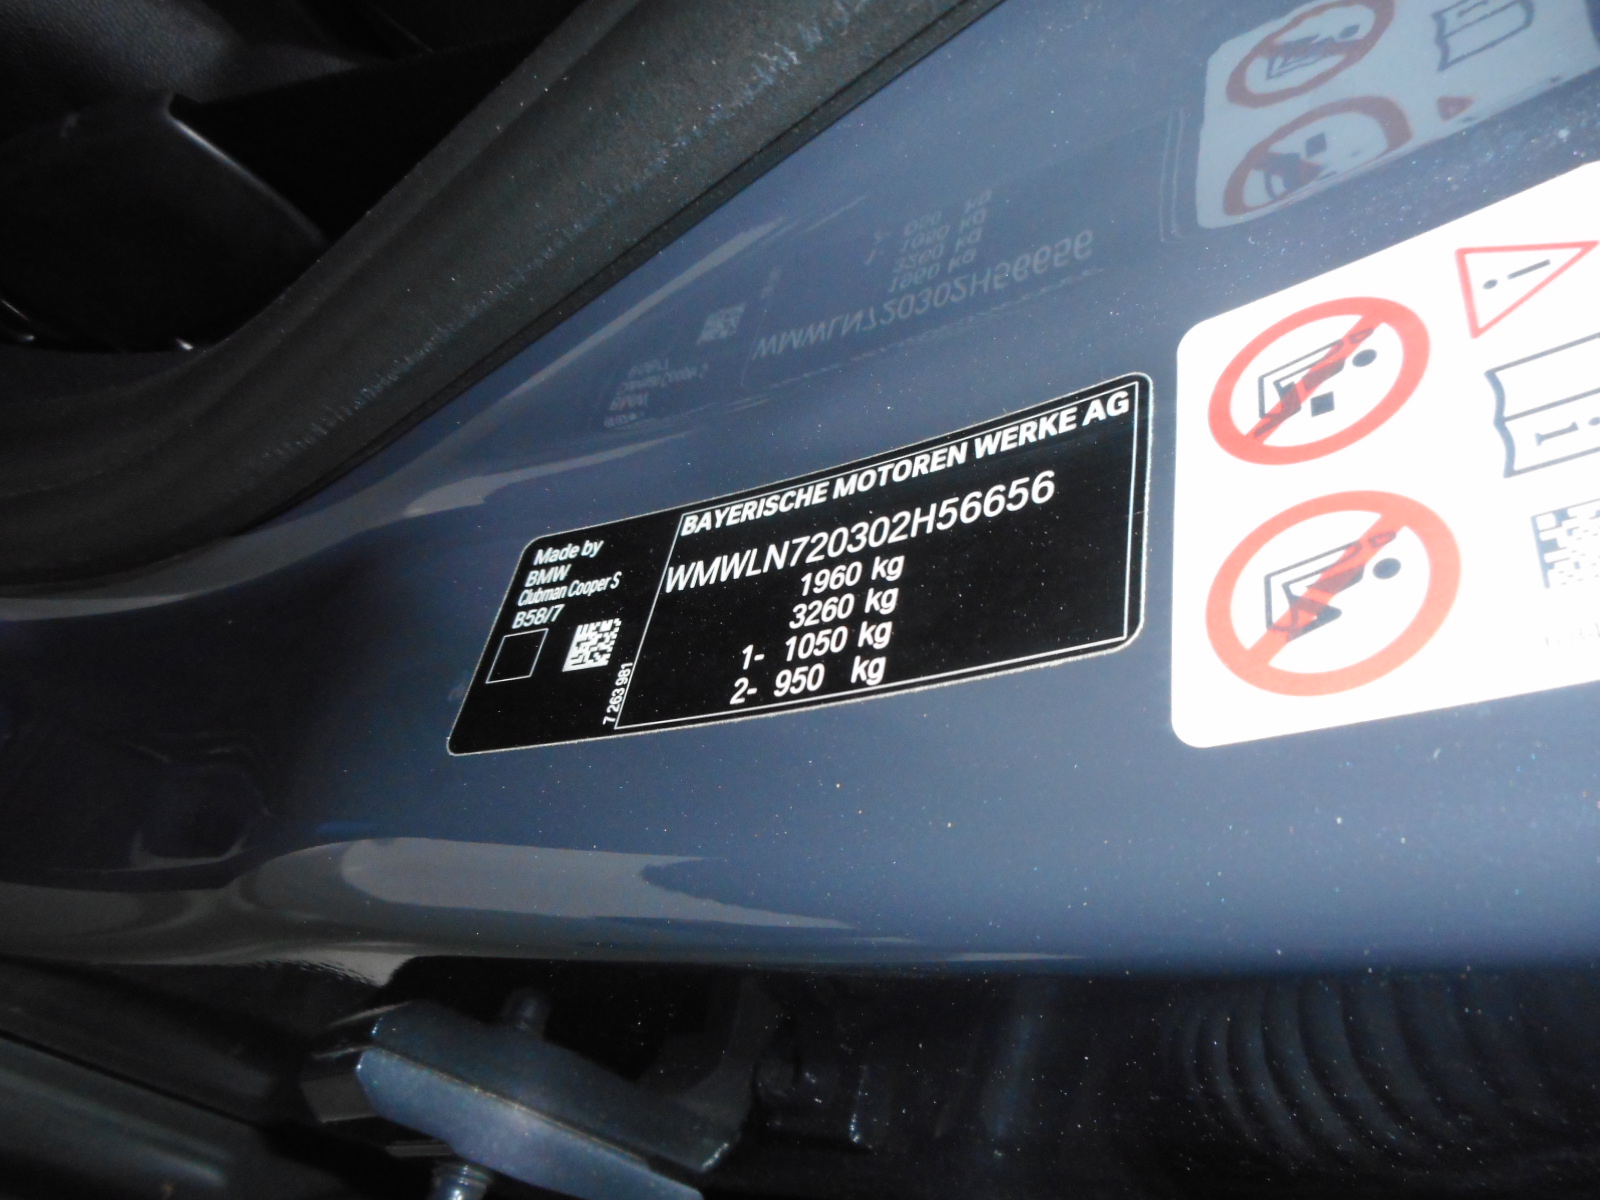 BAYERISCHE MOTOREN WERKE AG
WMWLN720302H56656
1960 kg
3260 kg
1- 1050 kg
2- 950 kg
Made by
BMW
Clubman Cooper S
B58/7
7 263 981